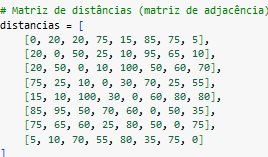 # Matriz de distâncias (matriz de adjacência)
distancias = [
    [0, 20, 20, 75, 15, 85, 75, 5],
    [20, 0, 50, 25, 10, 95, 65, 10],
    [20, 50, 0, 10, 100, 50, 60, 70],
    [75, 25, 10, 0, 30, 70, 25, 55],
    [15, 10, 100, 30, 0, 60, 80, 80],
    [85, 95, 50, 70, 60, 0, 50, 35],
    [75, 65, 60, 25, 80, 50, 0, 75],
    [5, 10, 70, 55, 80, 35, 75, 0]
]